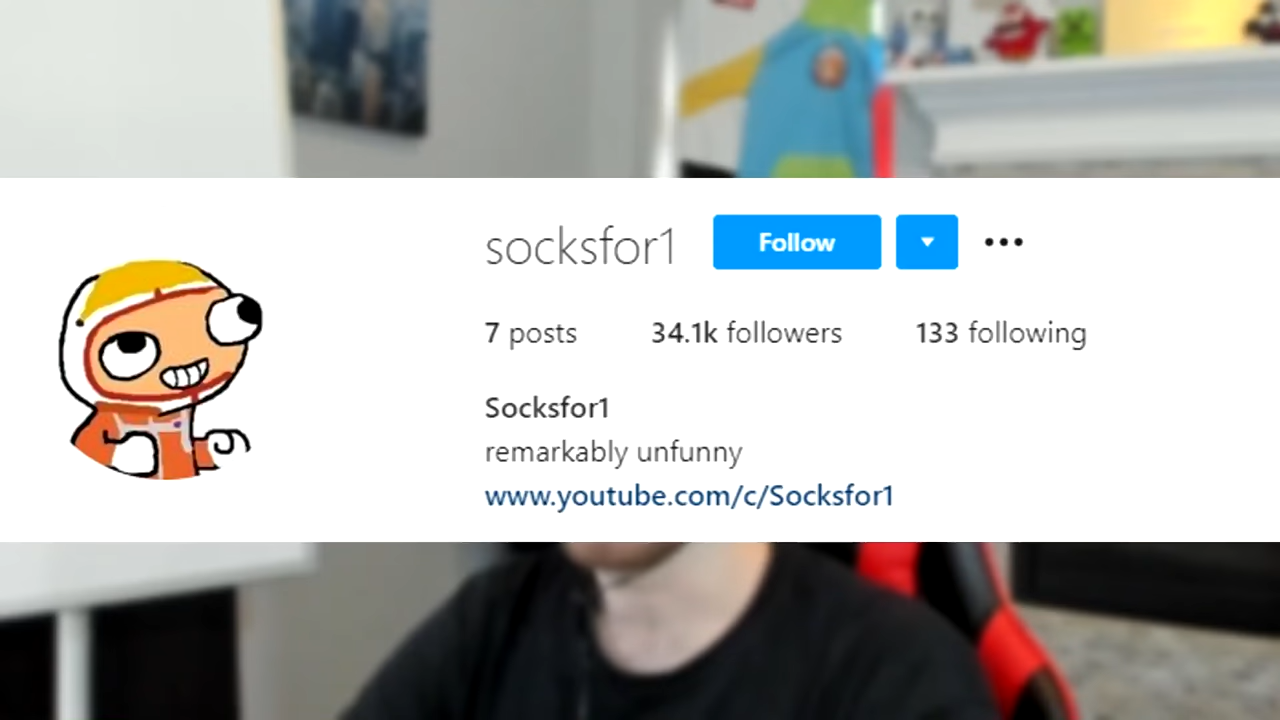 socksfor1 Follow
7 posts 34.1k followers 133 following
Socksfor1
remarkably unfunny
www.youtube.com/c/Socksfor1